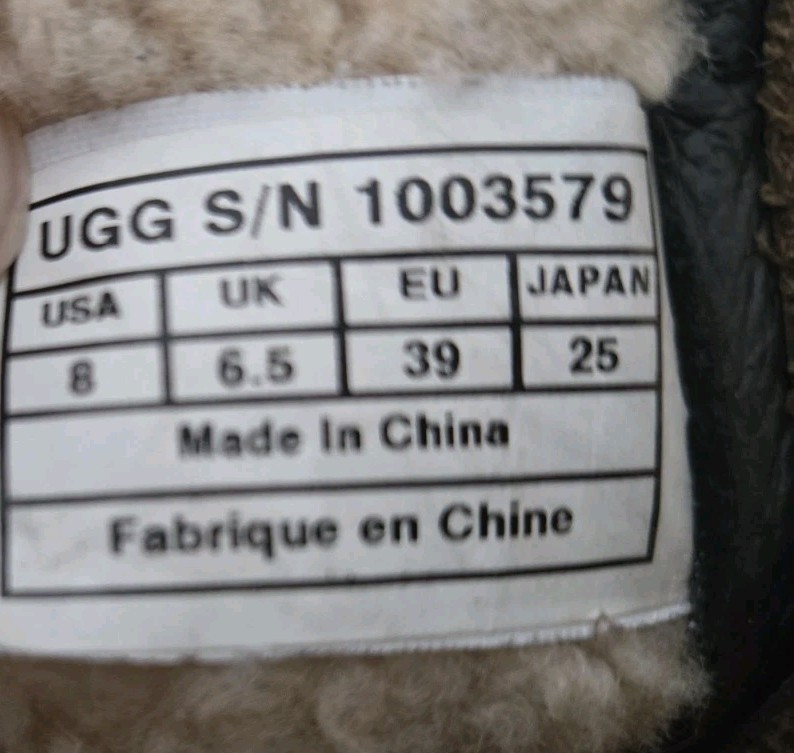 UGG S/N 1003579
USA UK EU JAPAN
8 6.5 39 25
Made In China
Fabrique en Chine